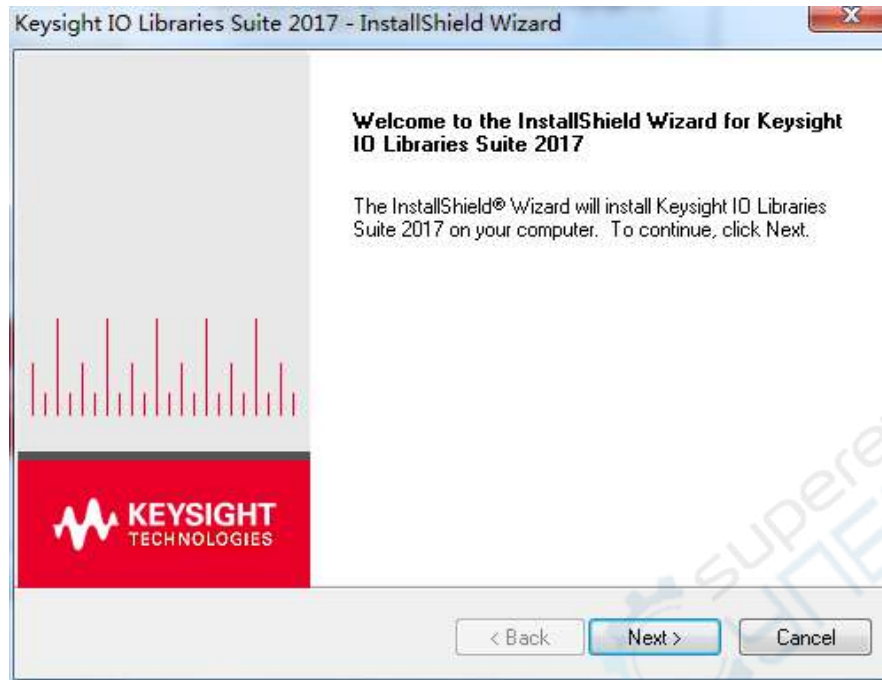 Keysight IO Libraries Suite 2017 - InstallShield Wizard
Welcome to the InstallShield Wizard for Keysight
IO Libraries Suite 2017
The InstallShield® Wizard will install Keysight IO Libraries
Suite 2017 on your computer. To continue, click Next.
KEYSIGHT
TECHNOLOGIES
< Back
Next >
Cancel